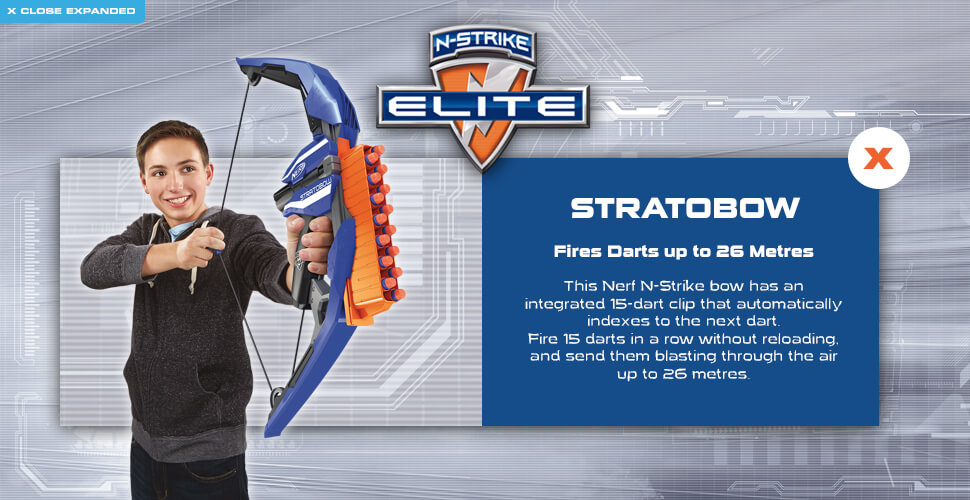 X CLOSE EXPANDED
N-STRIKE
ELITE
NERF
STRATOBOW
X
STRATOBOW
Fires Darts up to 26 Metres
This Nerf N-Strike bow has an
integrated 15-dart clip that automatically
indexes to the next dart.
Fire 15 darts in a row without reloading,
and send them blasting through the air
up to 26 metres.